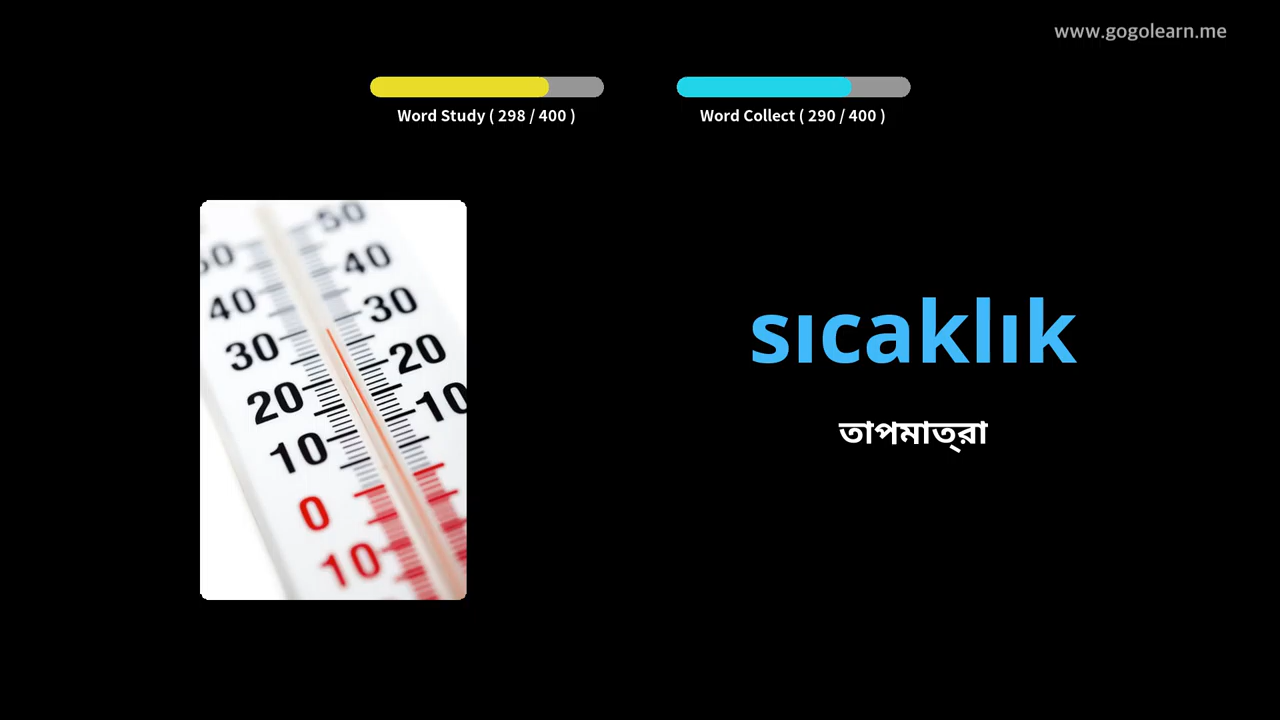 www.gogolearn.me
Word Study ( 298 / 400 )
Word Collect ( 290 / 400 )
50
40
30
20
10
0
10
50
40
30
20
10
sıcaklık
তাপমাত্রা